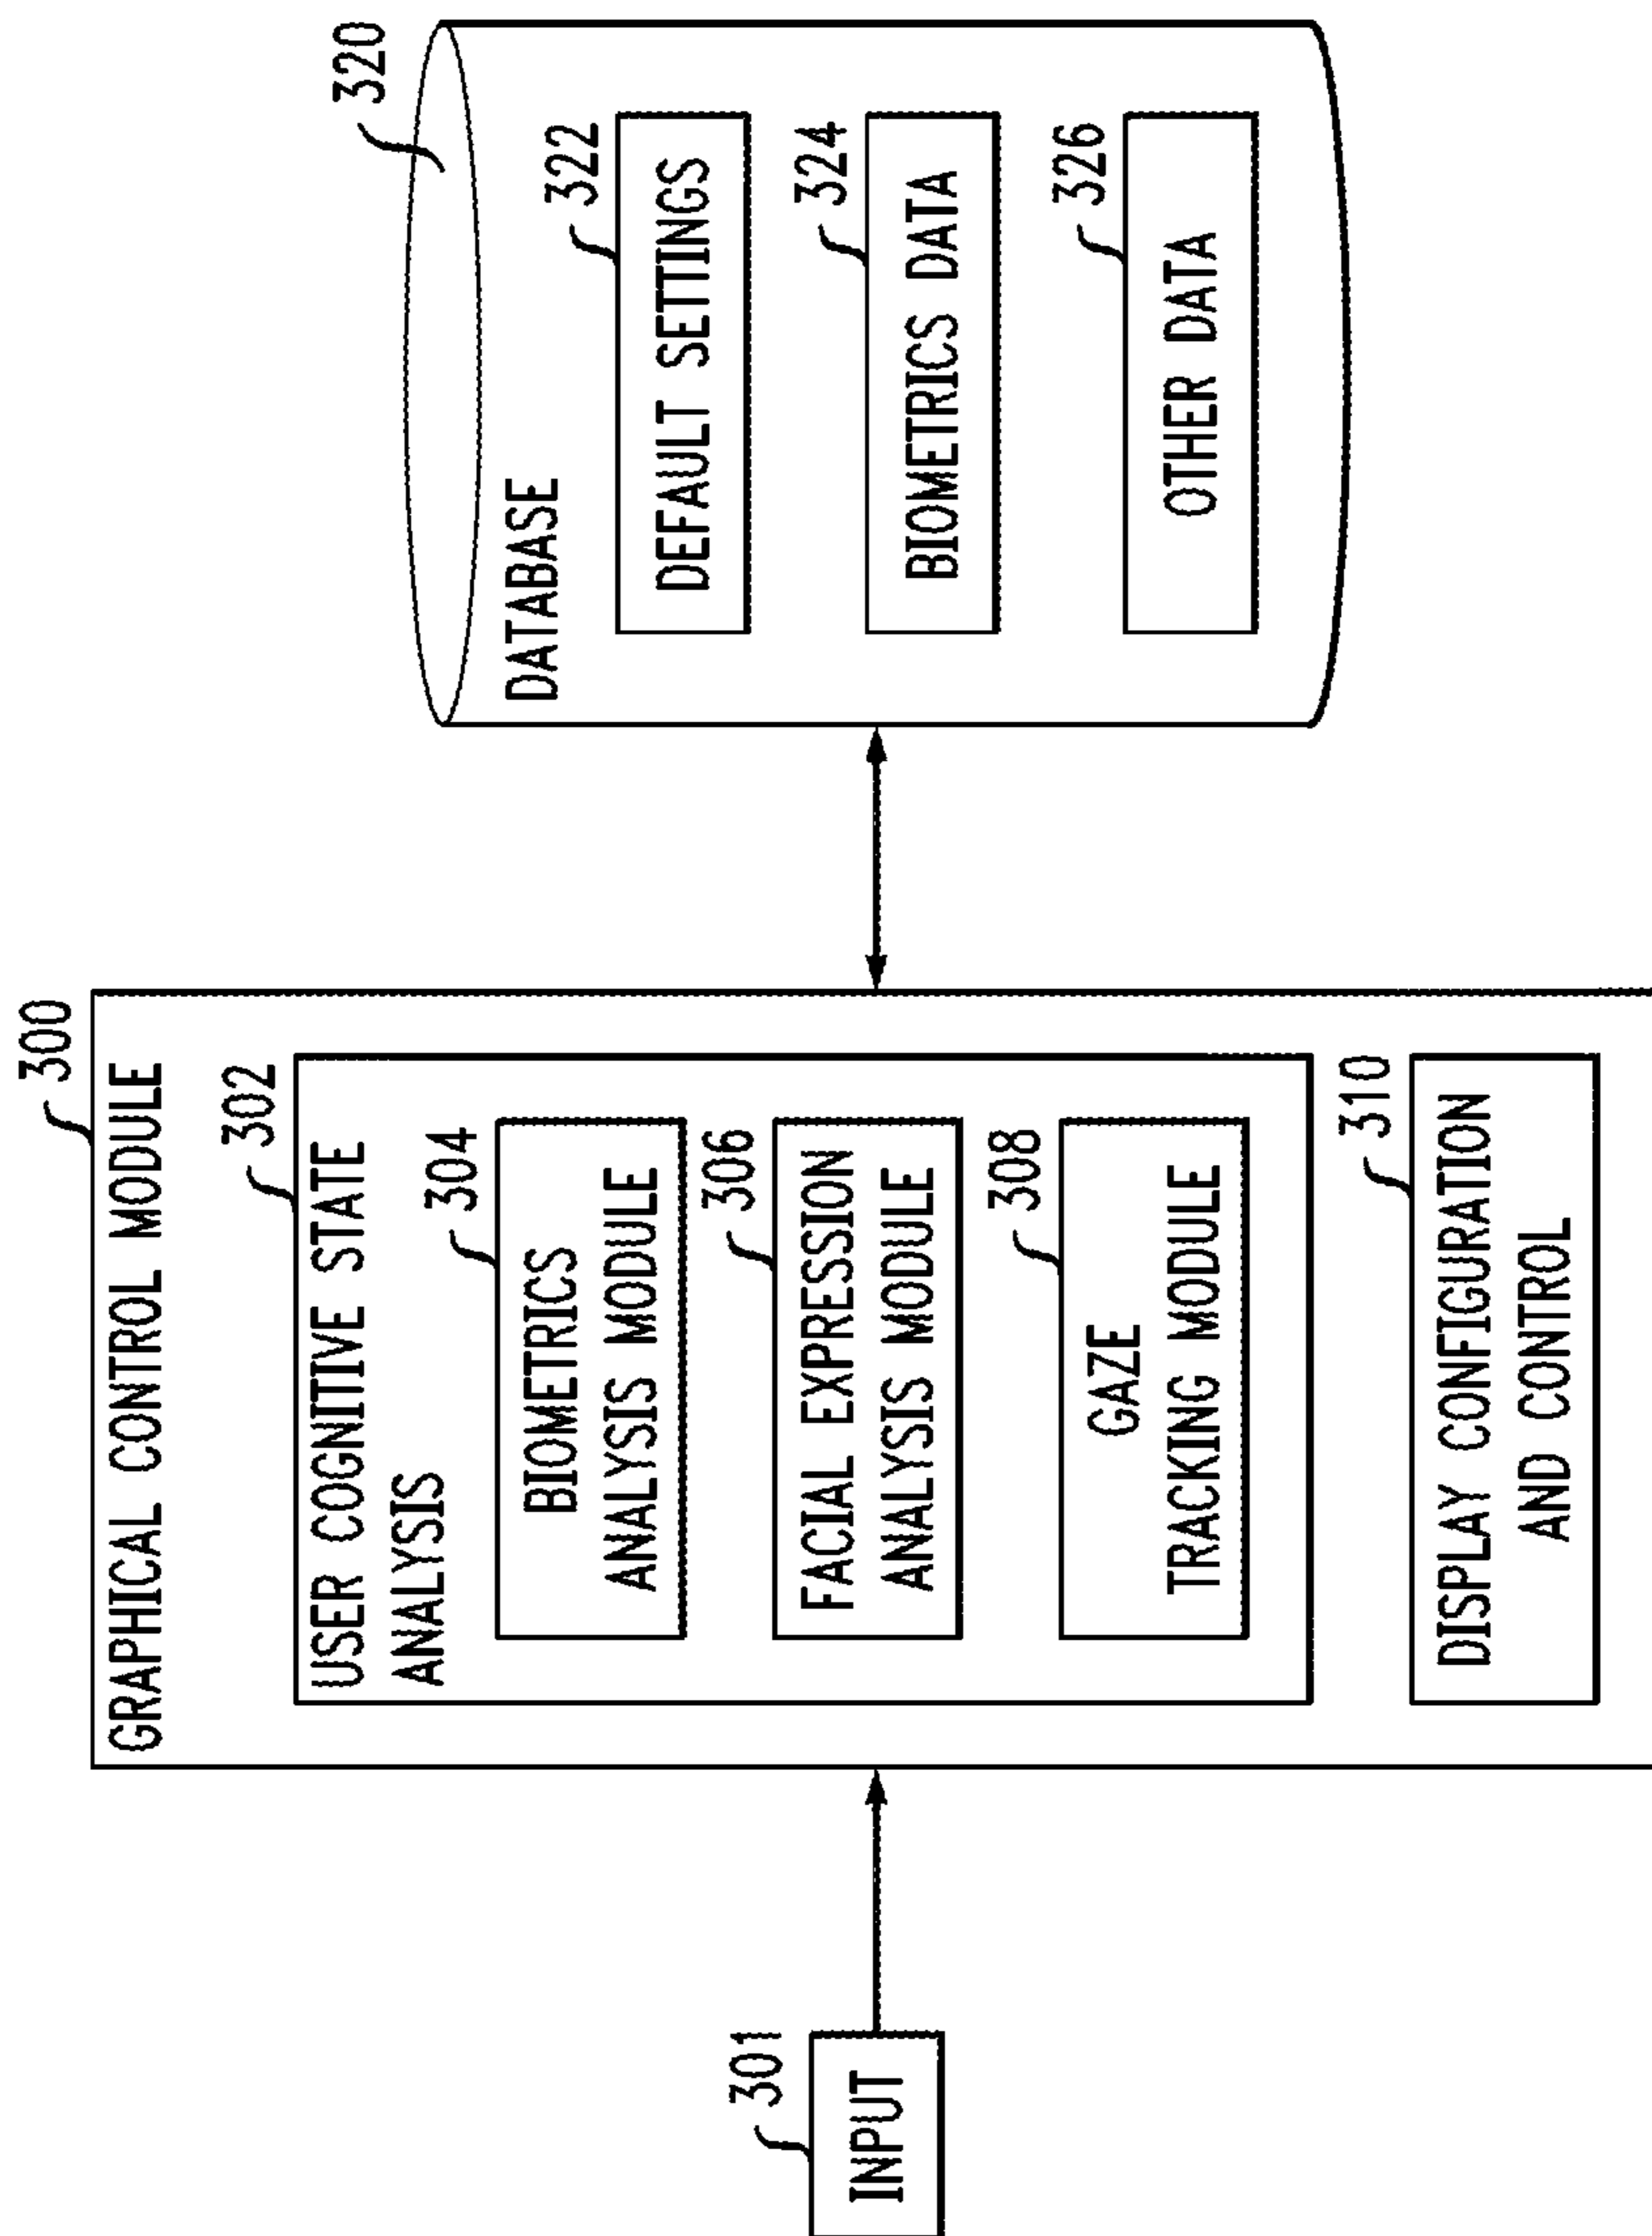 301
INPUT
300
GRAPHICAL CONTROL MODULE
302
USER COGNITIVE STATE
ANALYSIS
304
BIOMETRICS
ANALYSIS MODULE
306
FACIAL EXPRESSION
ANALYSIS MODULE
308
GAZE
TRACKING MODULE
310
DISPLAY CONFIGURATION
AND CONTROL
320
DATABASE
322
DEFAULT SETTINGS
324
BIOMETRICS DATA
326
OTHER DATA